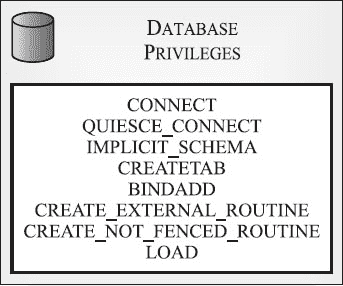 DATABASE
PRIVILEGES
CONNECT
QUIESCE_CONNECT
IMPLICIT_SCHEMA
CREATETAB
BINDADD
CREATE_EXTERNAL_ROUTINE
CREATE_NOT_FENCED_ROUTINE
LOAD